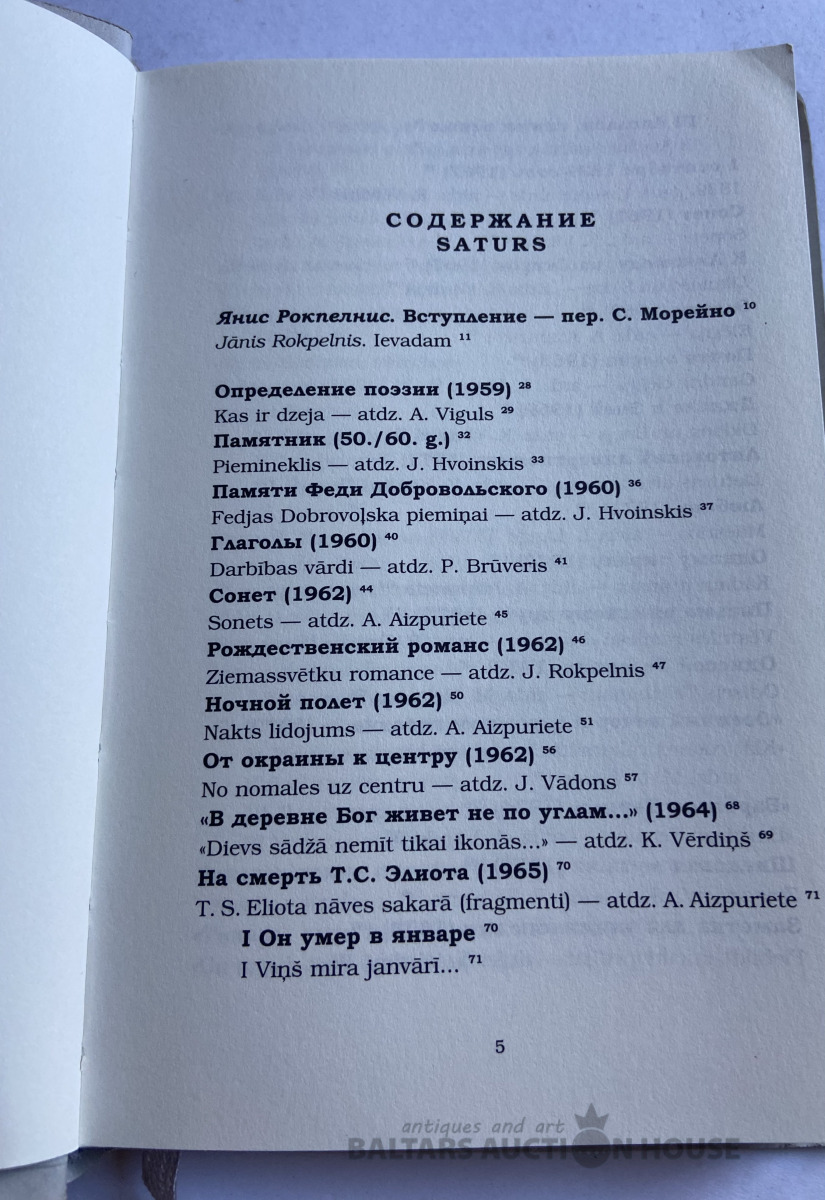 СОДЕРЖАНИЕ
SATURS
Янис Рокпелнис. Вступление — пер. С. Морейно 10
Jānis Rokpelnis. Ievadam 11
Определение поэзии (1959) 28
Kas ir dzeja — atdz. A. Viguls 29
Памятник (50./60. g.) 32
Piemineklis — atdz. J. Hvoinskis 33
Памяти Феди Добровольского (1960) 36
Fedjas Dobrovoļska piemiņai — atdz. J. Hvoinskis 37
Глаголы (1960) 40
Darbības vārdi — atdz. P. Brūveris 41
Сонет (1962) 44
Sonets — atdz. A. Aizpuriete 45
Рождественский романс (1962) 46
Ziemassvētku romance — atdz. J. Rokpelnis 47
Ночной полет (1962) 50
Nakts lidojums — atdz. A. Aizpuriete 51
От окраины к центру (1962) 56
No nomales uz centru — atdz. J. Vādons 57
«В деревне Бог живет не по углам...» (1964) 68
«Dievs sādžā nemīt tikai ikonās...» — atdz. K. Vērdiņš 69
На смерть Т.С. Элиота (1965) 70
T. S. Eliota nāves sakarā (fragmenti) — atdz. A. Aizpuriete 71
I Он умер в январе 70
I Viņš mira janvārī... 71
5
antiques and art
BALTARS AUCTION HOUSE